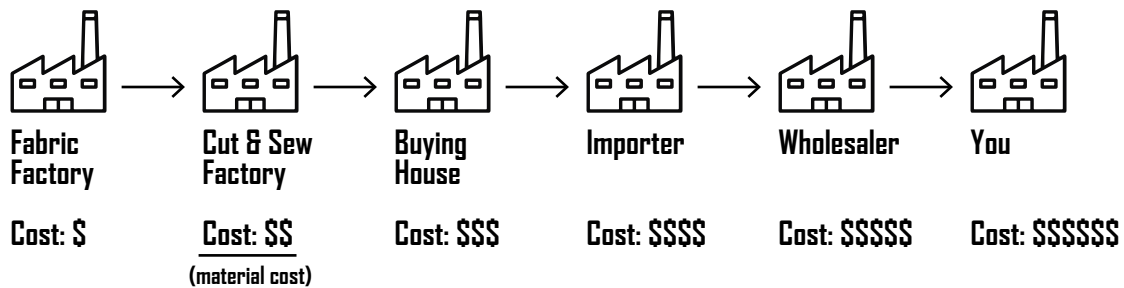 Fabric
Factory
Cost: $
Cut & Sew
Factory
Cost: $$
(material cost)
Buying
House
Cost: $$$
Importer
Cost: $$$$
Wholesaler
Cost: $$$$$
You
Cost: $$$$$$